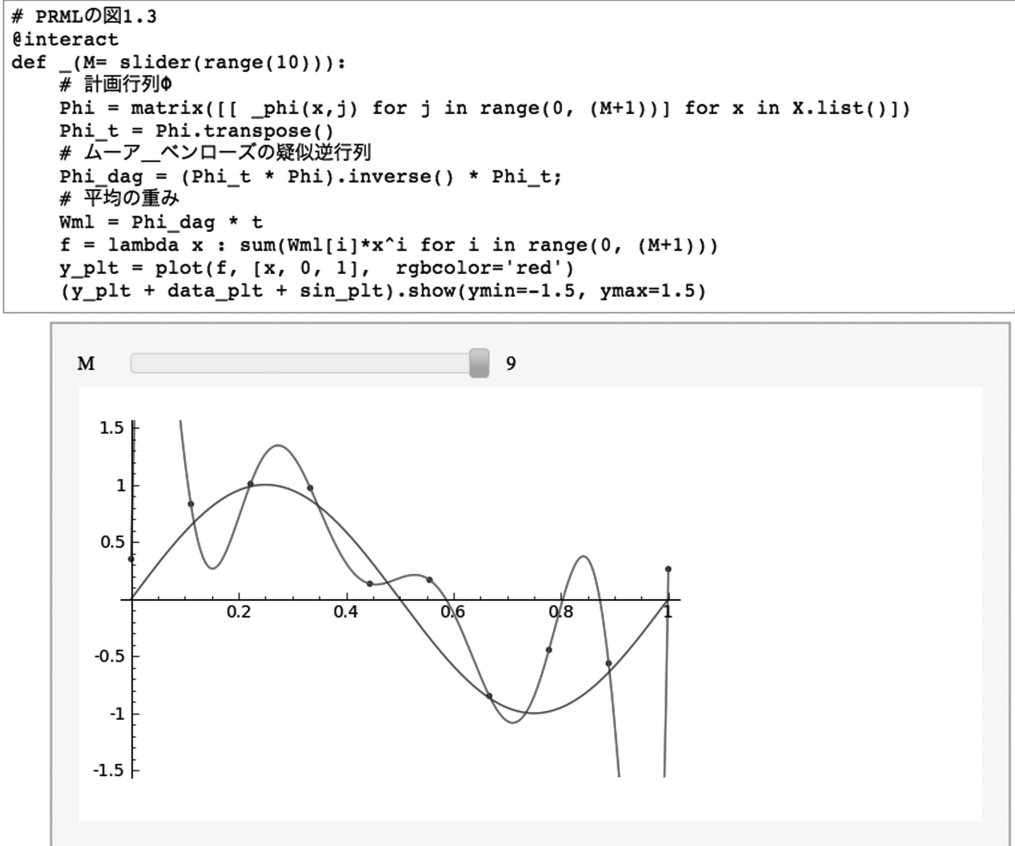 # PRMLの図1.3
@interact
def _(M= slider(range(10))):
# 計画行列Φ
Phi = matrix([[ _phi(x,j) for j in range(0, (M+1))] for x in X.list()])
Phi_t = Phi.transpose()
# ムーア＿ベンローズの疑似逆行列
Phi_dag = (Phi_t * Phi).inverse() * Phi_t;
# 平均の重み
Wml = Phi_dag * t
f = lambda x : sum(Wml[i]*x^i for i in range(0, (M+1)))
y_plt = plot(f, [x, 0, 1],  rgbcolor='red')
(y_plt + data_plt + sin_plt).show(ymin=-1.5, ymax=1.5)
M 9
1.5
1
0.5
0.2 0.4 0.6 0.8 1
-0.5
-1
-1.5